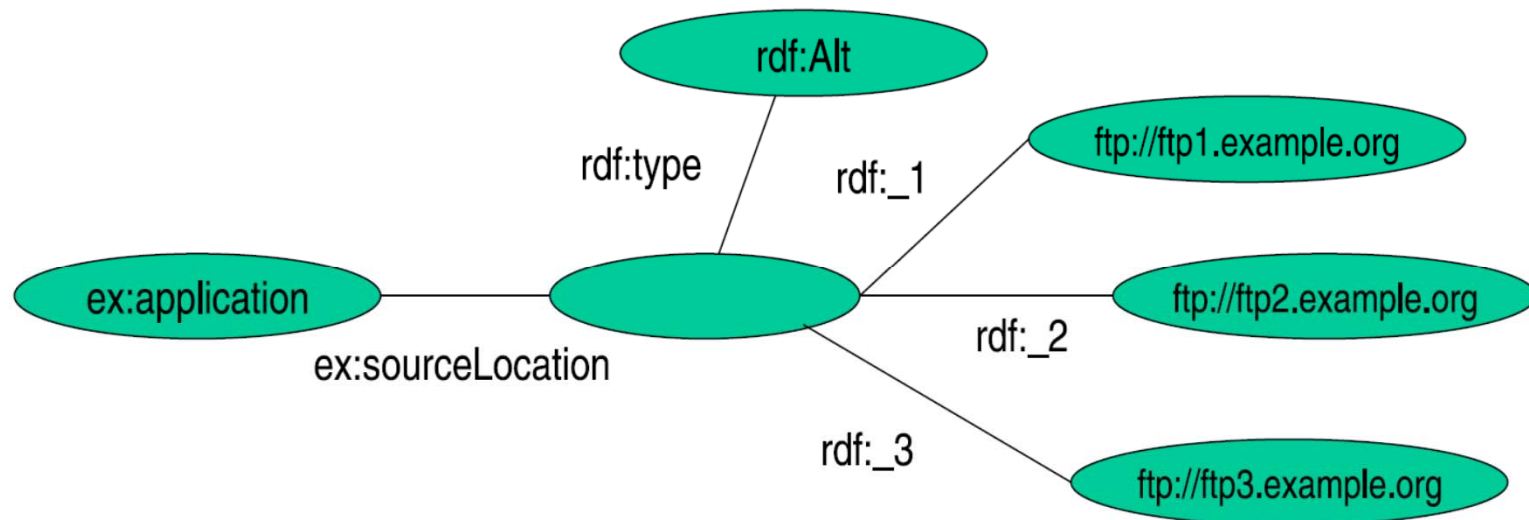 rdf:Alt
ftp://ftp1.example.org
rdf:type
rdf:_1
ex:application
ftp://ftp2.example.org
rdf:_2
ex:sourceLocation
rdf:_3
ftp://ftp3.example.org